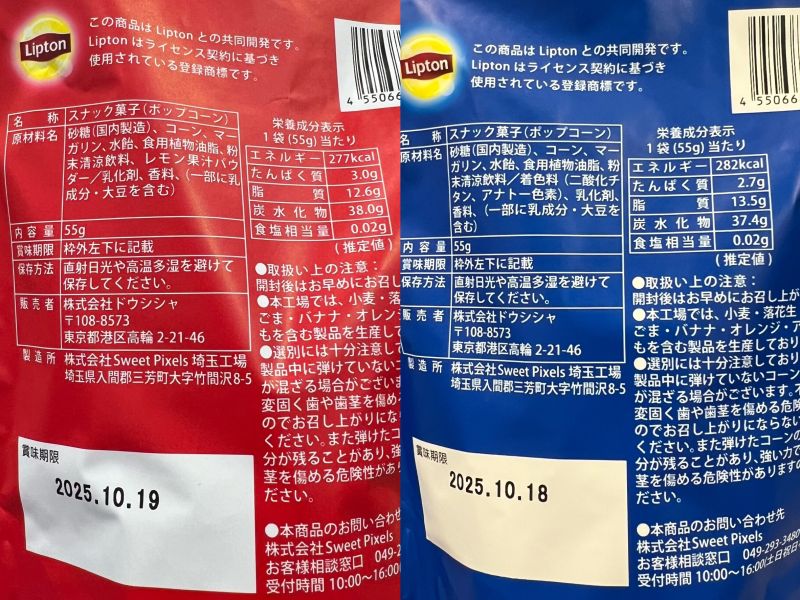 Lipton
この商品は Lipton との共同開発です。
Lipton はライセンス契約に基づき
使用されている登録商標です。
4 55066
名 称 スナック菓子（ポップコーン）
原材料名 砂糖（国内製造）、コーン、マー
ガリン、水飴、食用植物油脂、粉
末清涼飲料、レモン果汁パウ
ダー／乳化剤、香料、（一部に乳
成分・大豆を含む）
内 容 量 55g
賞味期限 枠外左下に記載
保存方法 直射日光や高温多湿を避けて
保存してください。
販 売 者 株式会社ドウシシャ
〒108-8573
東京都港区高輪 2-21-46
製 造 所 株式会社Sweet Pixels 埼玉工場
埼玉県入間郡三芳町大字竹間沢8-5
栄養成分表示
1 袋（55g）当たり
エネルギー 277kcal
たんぱく質 3.0g
脂 質 12.6g
炭 水 化 物 38.0g
食塩相当量 0.02g
（推定値）
●取扱い上の注意：
開封後はお早めにお召し
●本工場では、小麦・落
ごま・バナナ・オレン
もを含む製品を生産して
●選別には十分注意して
製品中に弾けていない
が混ざる場合がござい
変固く歯や歯茎を傷め
のでお召し上がりにな
ください。また弾けたコー
分が残ることがあり、強い
茎を傷める危険性があり
ださい。
●本商品のお問い合わせ
株式会社Sweet Pixels
お客様相談窓口 049-2
受付時間 10:00～16:00
賞味期限
2025.10.19
Lipton
この商品は Lipton との共同開発です。
Lipton はライセンス契約に基づき
使用されている登録商標です。
4 55066
名 称 スナック菓子（ポップコーン）
原材料名 砂糖（国内製造）、コーン、マー
ガリン、水飴、食用植物油脂、粉
末清涼飲料／着色料（二酸化チ
タン、アナトー色素）、乳化剤、
香料、（一部に乳成分・大豆を含
む）
内 容 量 55g
賞味期限 枠外左下に記載
保存方法 直射日光や高温多湿を避けて
保存してください。
販 売 者 株式会社ドウシシャ
〒108-8573
東京都港区高輪 2-21-46
製 造 所 株式会社Sweet Pixels 埼玉工場
埼玉県入間郡三芳町大字竹間沢8-5
栄養成分表示
1 袋（55g）当たり
エネルギー 282kcal
たんぱく質 2.7g
脂 質 13.5g
炭 水 化 物 37.4g
食塩相当量 0.02g
（推定値）
●取扱い上の注意：
開封後はお早めにお召し上が
●本工場では、小麦・落花生
ごま・バナナ・オレンジ・ア
もを含む製品を生産しており
●選別には十分注意しており
製品中に弾けていないコーン
が混ざる場合がございます。
変固く歯や歯茎を傷める危険
のでお召し上がりにならない
ください。また弾けたコーンの
分が残ることがあり、強い力で
茎を傷める危険性がありますの
ださい。
●本商品のお問い合わせ先
株式会社Sweet Pixels
お客様相談窓口 049-293-3480
受付時間 10:00～16:00（土日祝日
賞味期限
2025.10.18